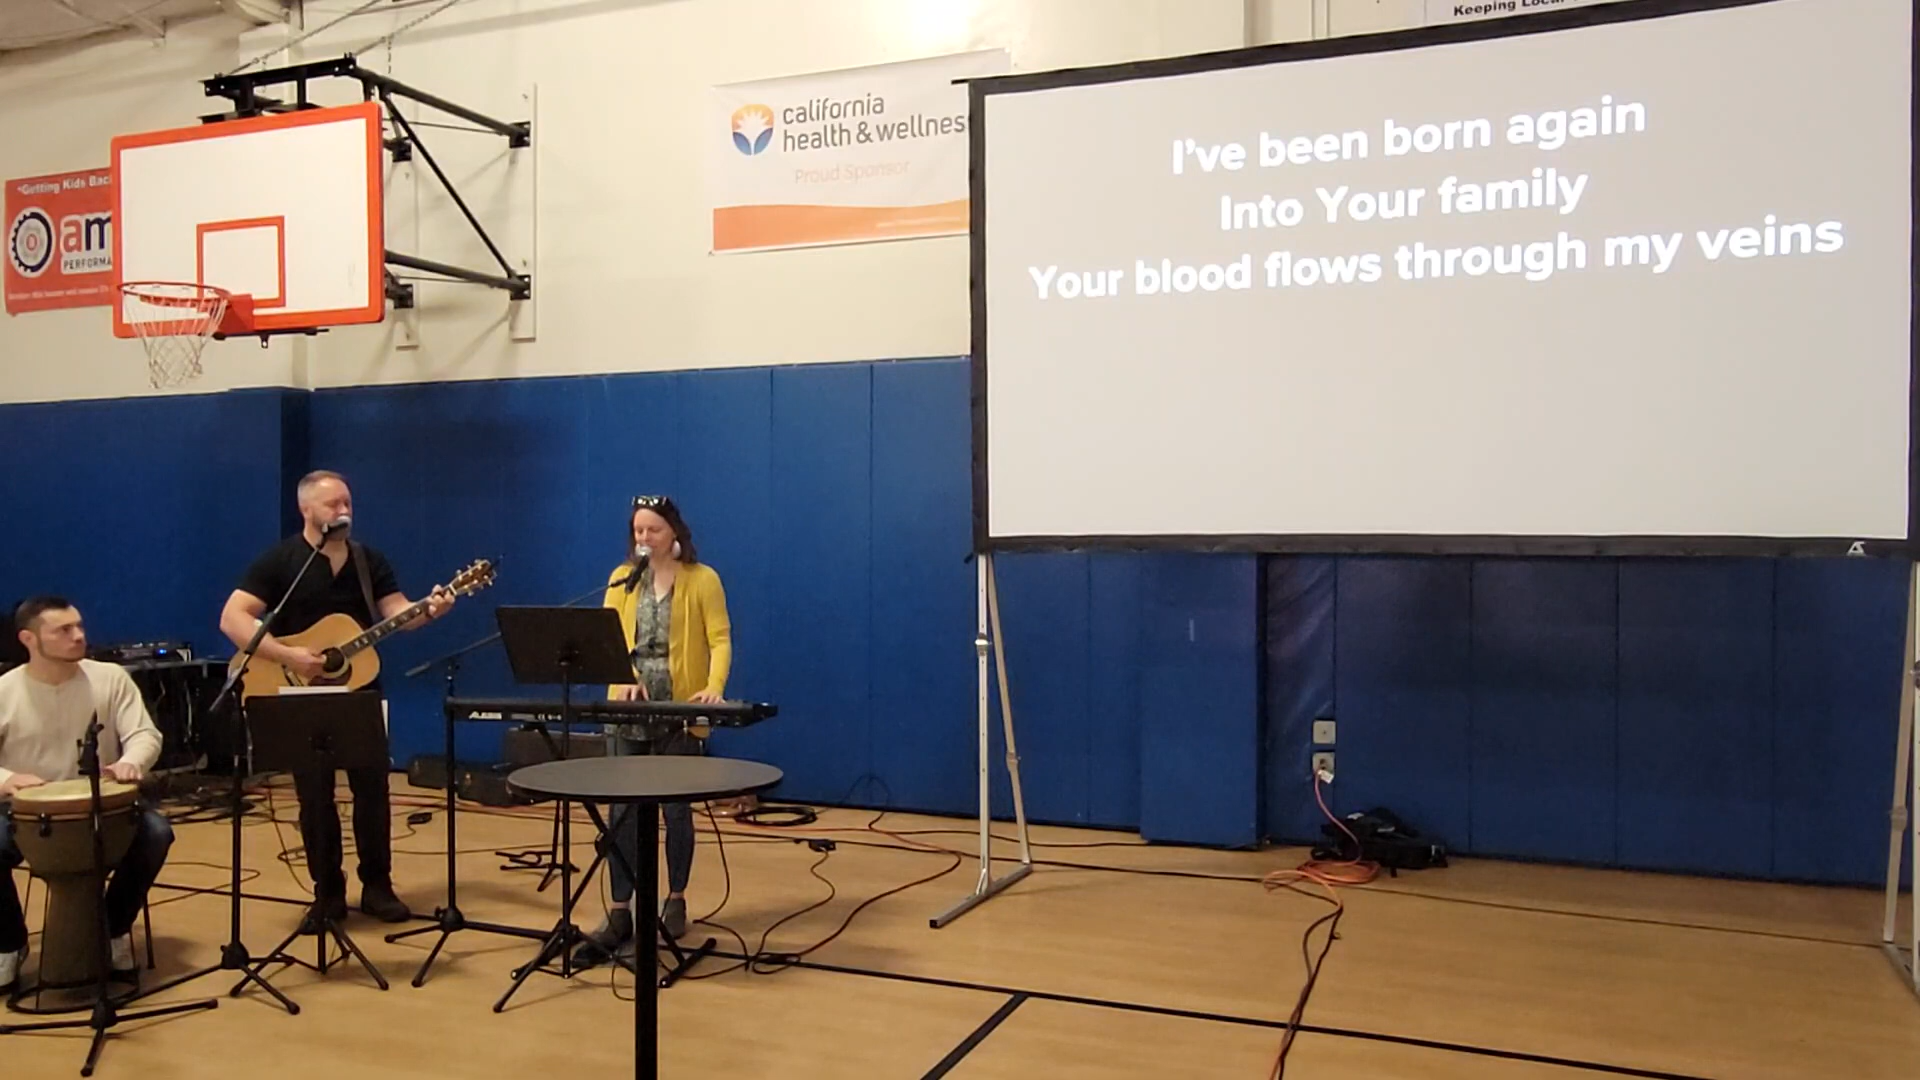 Keeping Local
"Getting Kids Bac
am
PERFORMA
california
health & wellnes
Proud Sponsor
I've been born again
Into Your family
Your blood flows through my veins
ALESIS